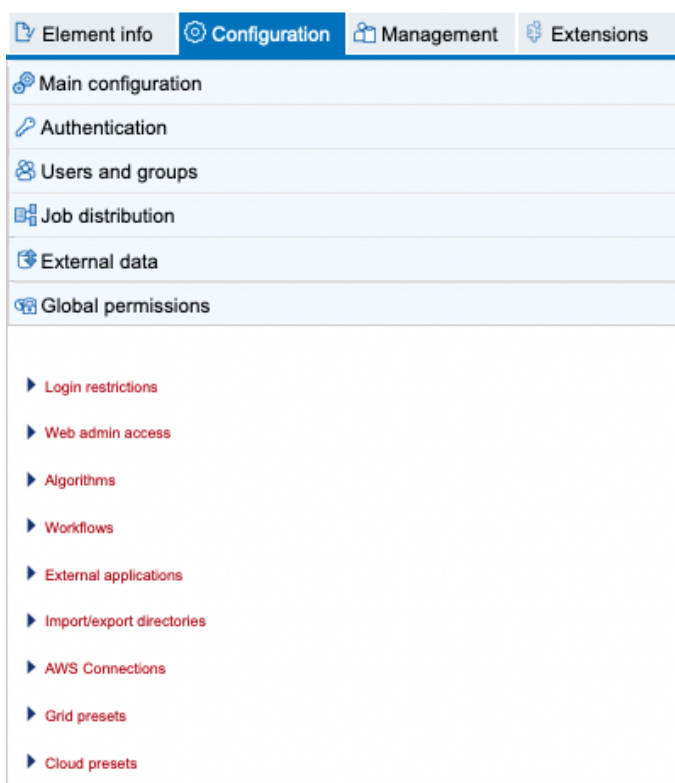 Element info Configuration Management Extensions
Main configuration
Authentication
Users and groups
Job distribution
External data
Global permissions
Login restrictions
Web admin access
Algorithms
Workflows
External applications
Import/export directories
AWS Connections
Grid presets
Cloud presets